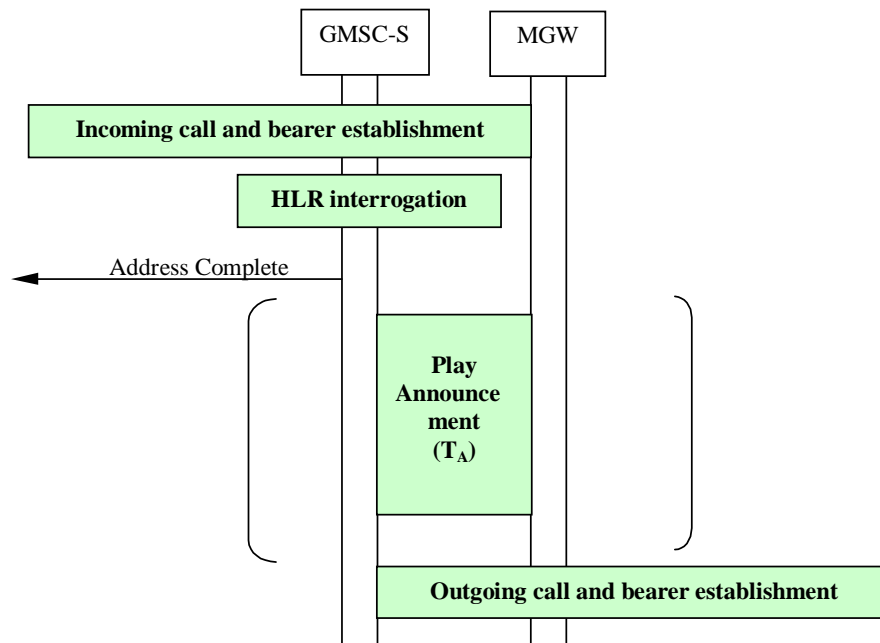 GMSC-S
MGW
Incoming call and bearer establishment
HLR interrogation
Address Complete
Play
Announce
ment
(TA)
Outgoing call and bearer establishment